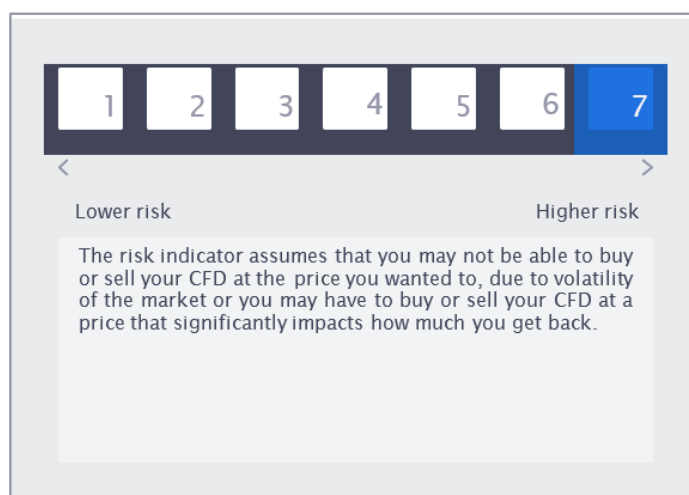 1 2 3 4 5 6 7
Lower risk Higher risk
The risk indicator assumes that you may not be able to buy
or sell your CFD at the price you wanted to, due to volatility
of the market or you may have to buy or sell your CFD at a
price that significantly impacts how much you get back.